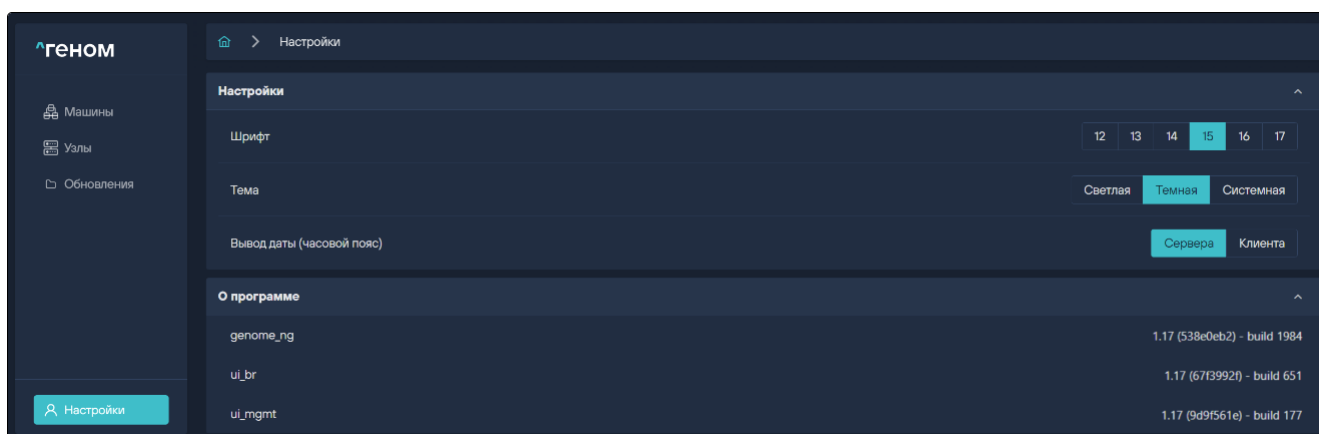 ^геном
Машины
Узлы
Обновления
Настройки
Настройки
Настройки
Шрифт
12 13 14 15 16 17
Тема
Светлая Темная Системная
Вывод даты (часовой пояс)
Сервера Клиента
О программе
genome_ng
1.17 (538e0eb2) - build 1984
ui_br
1.17 (67f3992f) - build 651
ui_mgmt
1.17 (9d9f561e) - build 177